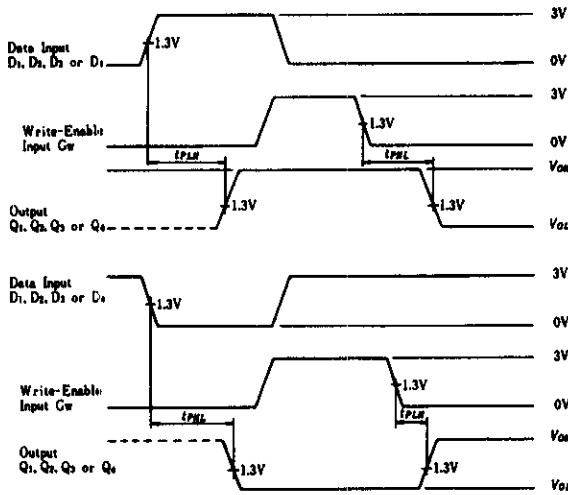 3V
Data Input
1.3V
D₁, D₂, D₃ or D₄
0V
3V
Write-Enable
Input Gw
1.3V
0V
tPLH
tPHL
VOH
Output
Q₁, Q₂, Q₃ or Q₄
1.3V
1.3V
VOL
Data Input
D₁, D₂, D₃ or D₄
3V
1.3V
0V
3V
Write-Enable
Input Gw
1.3V
0V
tPHL
tPLH
VOH
Output
Q₁, Q₂, Q₃ or Q₄
1.3V
1.3V
VOL